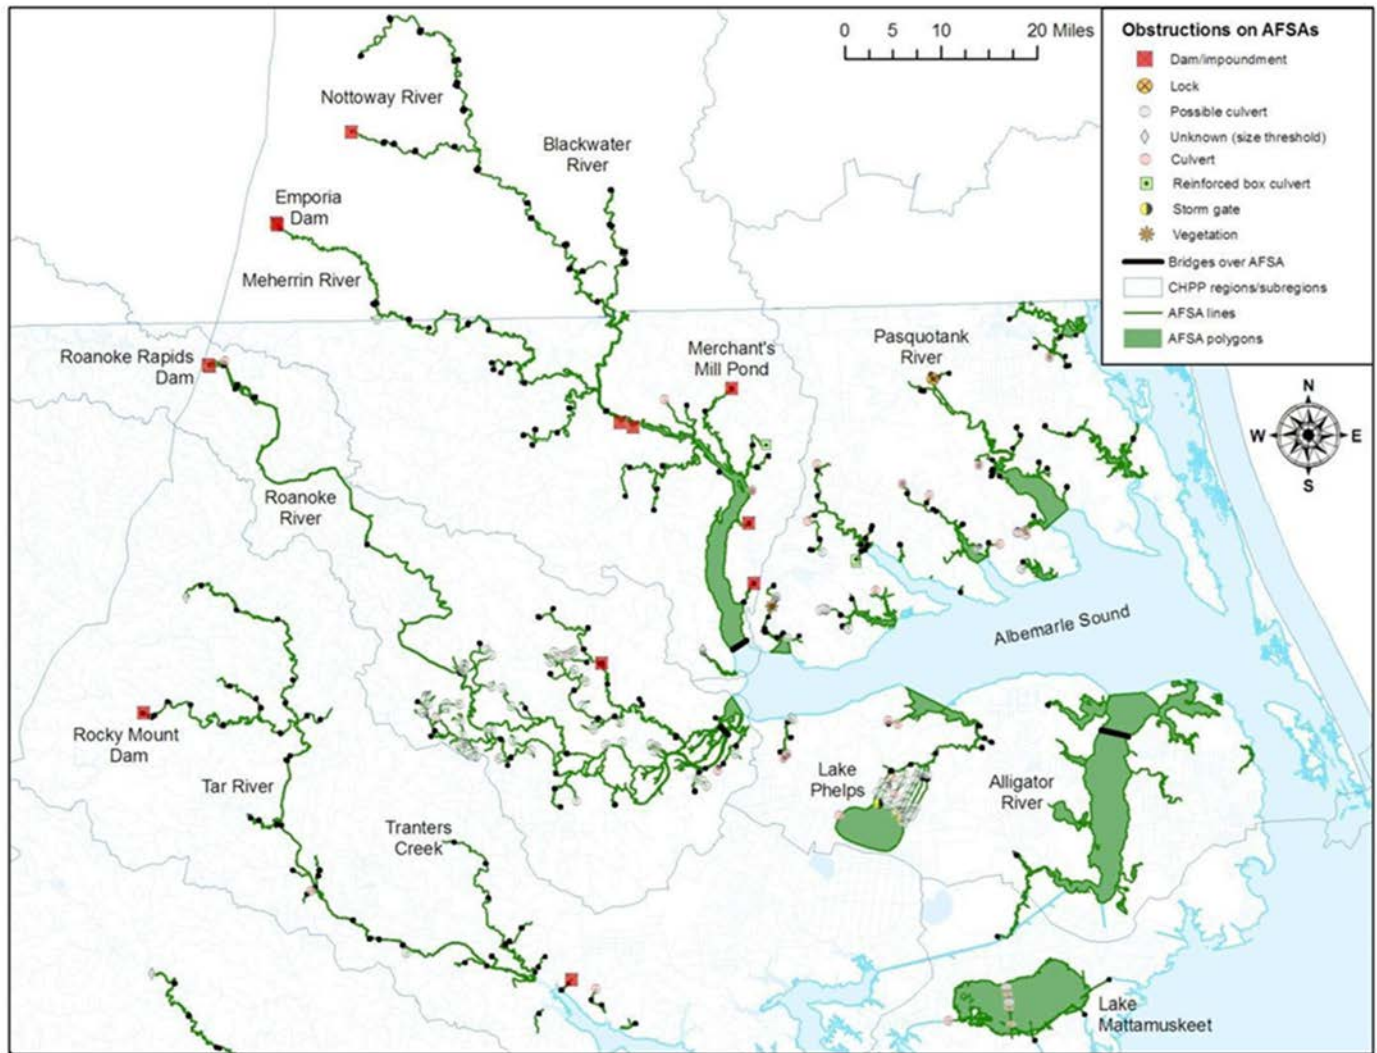 0 5 10 20 Miles
Obstructions on AFSAs
Dam/impoundment
Lock
Possible culvert
Unknown (size threshold)
Culvert
Reinforced box culvert
Storm gate
Vegetation
Bridges over AFSA
CHPP regions/subregions
AFSA lines
AFSA polygons
N
W E
S
Nottoway River
Blackwater
River
Emporia
Dam
Meherrin River
Roanoke Rapids
Dam
Merchant's
Mill Pond
Pasquotank
River
Roanoke
River
Albemarle Sound
Rocky Mount
Dam
Tar River
Tranters
Creek
Lake
Phelps
Alligator
River
Lake
Mattamuskeet